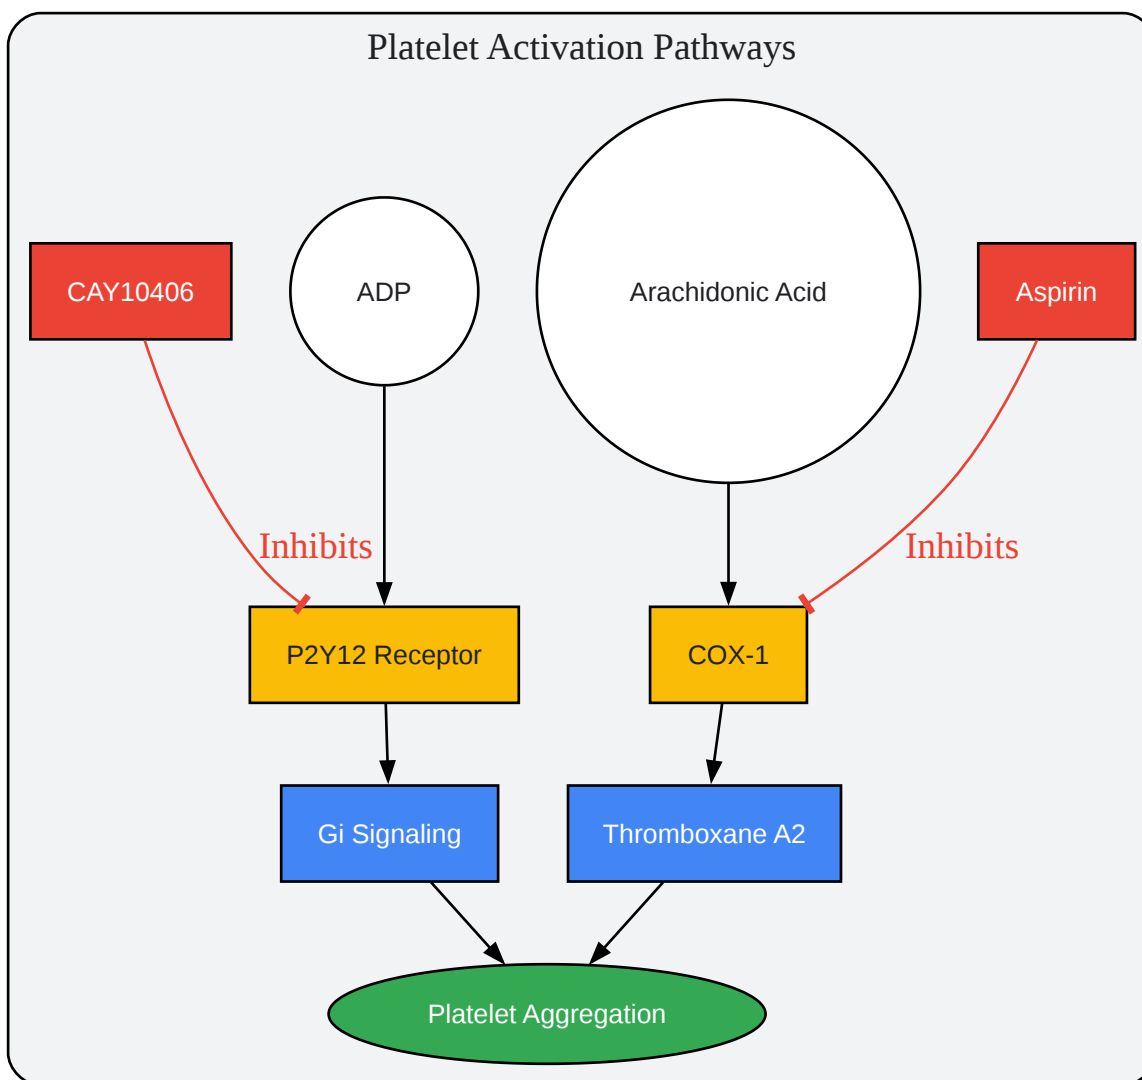 Platelet Activation Pathways
CAY10406
ADP
Arachidonic Acid
Aspirin
Inhibits
Inhibits
P2Y12 Receptor
COX-1
Gi Signaling
Thromboxane A2
Platelet Aggregation